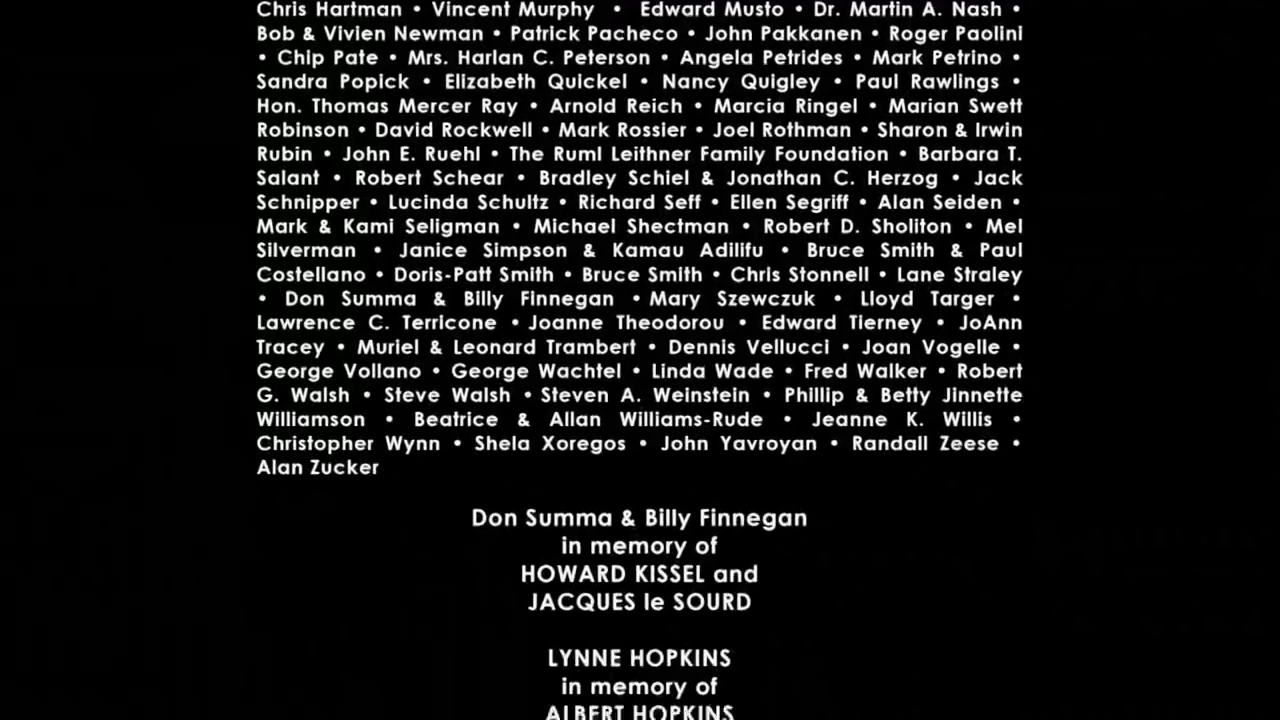 Chris Hartman • Vincent Murphy • Edward Musto • Dr. Martin A. Nash •
Bob & Vivien Newman • Patrick Pacheco • John Pakkanen • Roger Paolini
• Chip Pate • Mrs. Harlan C. Peterson • Angela Petrides • Mark Petrino •
Sandra Popick • Elizabeth Quickel • Nancy Quigley • Paul Rawlings •
Hon. Thomas Mercer Ray • Arnold Reich • Marcia Ringel • Marian Swett
Robinson • David Rockwell • Mark Rossier • Joel Rothman • Sharon & Irwin
Rubin • John E. Ruehl • The Ruml Leithner Family Foundation • Barbara T.
Salant • Robert Schear • Bradley Schiel & Jonathan C. Herzog • Jack
Schnipper • Lucinda Schultz • Richard Seff • Ellen Segriff • Alan Seiden •
Mark & Kami Seligman • Michael Shectman • Robert D. Sholiton • Mel
Silverman • Janice Simpson & Kamau Adilifu • Bruce Smith & Paul
Costellano • Doris-Patt Smith • Bruce Smith • Chris Stonnell • Lane Straley
• Don Summa & Billy Finnegan • Mary Szewczuk • Lloyd Targer •
Lawrence C. Terricone • Joanne Theodorou • Edward Tierney • JoAnn
Tracey • Muriel & Leonard Trambert • Dennis Vellucci • Joan Vogelle •
George Vollano • George Wachtel • Linda Wade • Fred Walker • Robert
G. Walsh • Steve Walsh • Steven A. Weinstein • Phillip & Betty Jinnette
Williamson • Beatrice & Allan Williams-Rude • Jeanne K. Willis •
Christopher Wynn • Shela Xoregos • John Yavroyan • Randall Zeese •
Alan Zucker
Don Summa & Billy Finnegan
in memory of
HOWARD KISSEL and
JACQUES le SOURD
LYNNE HOPKINS
in memory of
ALBERT HOPKINS